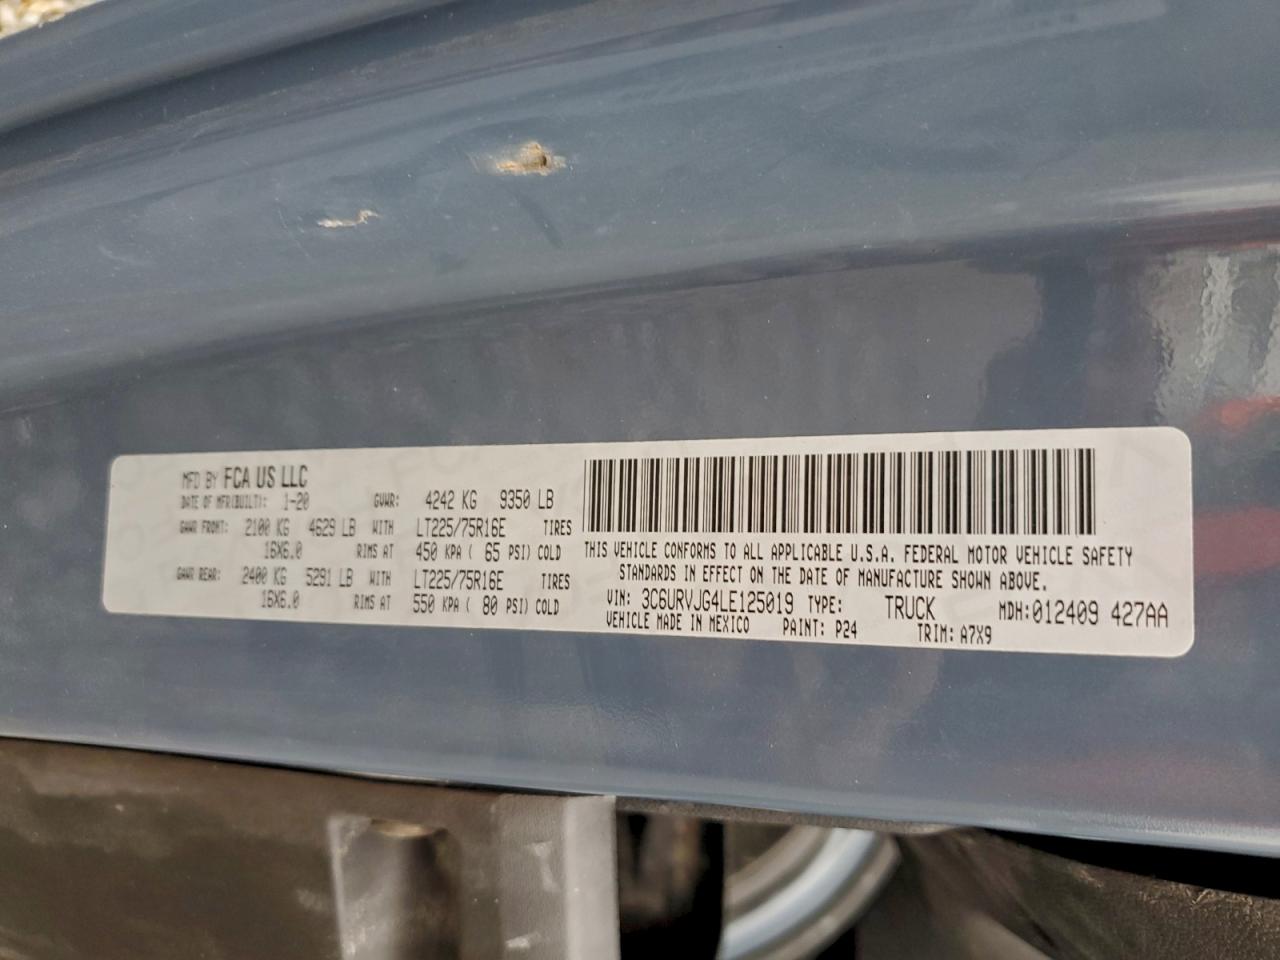 MFD BY FCA US LLC
DATE OF MFR(BUILT): 1-20 GVWR: 4242 KG 9350 LB
GAWR FRONT: 2100 KG 4629 LB WITH LT225/75R16E TIRES
16X6.0 RIMS AT 450 KPA ( 65 PSI) COLD
GAWR REAR: 2400 KG 5291 LB WITH LT225/75R16E TIRES
16X6.0 RIMS AT 550 KPA ( 80 PSI) COLD
THIS VEHICLE CONFORMS TO ALL APPLICABLE U.S.A. FEDERAL MOTOR VEHICLE SAFETY
STANDARDS IN EFFECT ON THE DATE OF MANUFACTURE SHOWN ABOVE.
VIN: 3C6URVJG4LE125019 TYPE: TRUCK MDH:012409 427AA
VEHICLE MADE IN MEXICO PAINT: P24 TRIM: A7X9